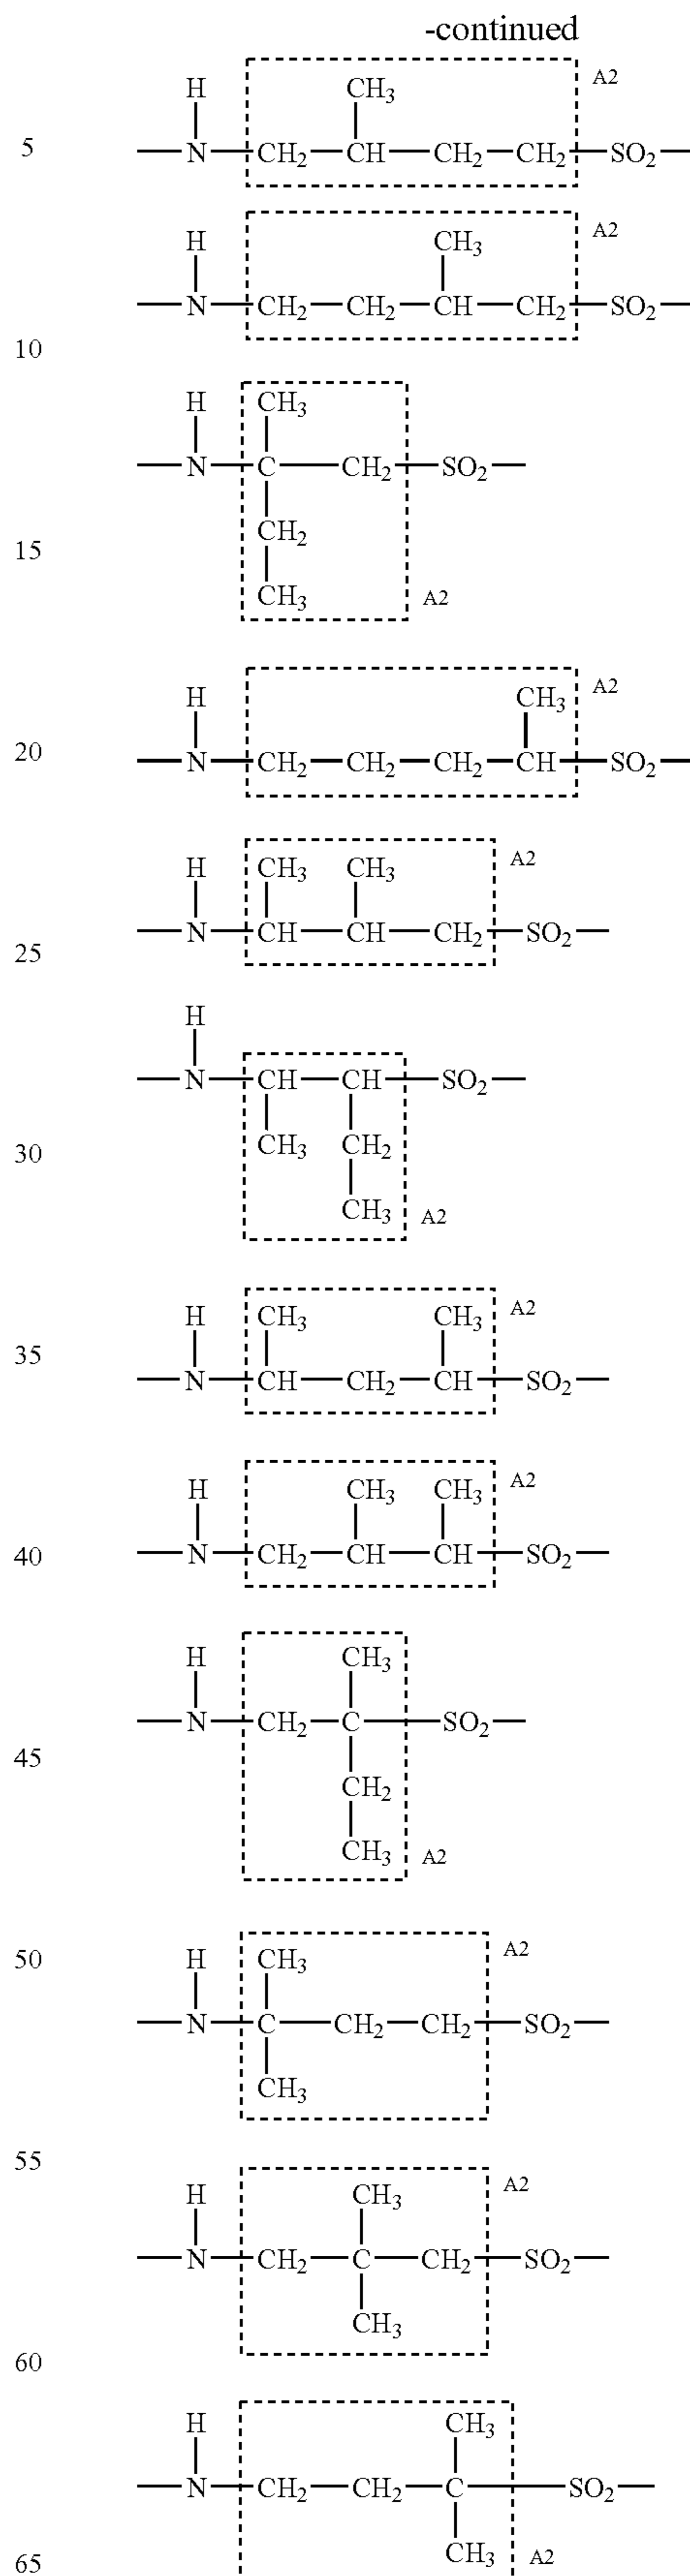 -continued
A2
H CH₃
5
—N—CH₂—CH—CH₂—CH₂—SO₂—
A2
H CH₃
—N—CH₂—CH₂—CH—CH₂—SO₂—
10
H CH₃
—N—C—CH₂—SO₂—
CH₂
15
CH₃ A2
A2
H CH₃
20
—N—CH₂—CH₂—CH₂—CH—SO₂—
A2
H CH₃ CH₃
—N—CH—CH—CH₂—SO₂—
25
H
—N—CH—CH—SO₂—
CH₃ CH₂
30
CH₃ A2
A2
H CH₃ CH₃
35
—N—CH—CH₂—CH—SO₂—
A2
H CH₃ CH₃
40
—N—CH₂—CH—CH—SO₂—
H CH₃
—N—CH₂—C—SO₂—
45
CH₂
CH₃ A2
A2
50
H CH₃
—N—C—CH₂—CH₂—SO₂—
CH₃
55
A2
H CH₃
—N—CH₂—C—CH₂—SO₂—
CH₃
60
H CH₃
—N—CH₂—CH₂—C—SO₂—
CH₃ A2
65